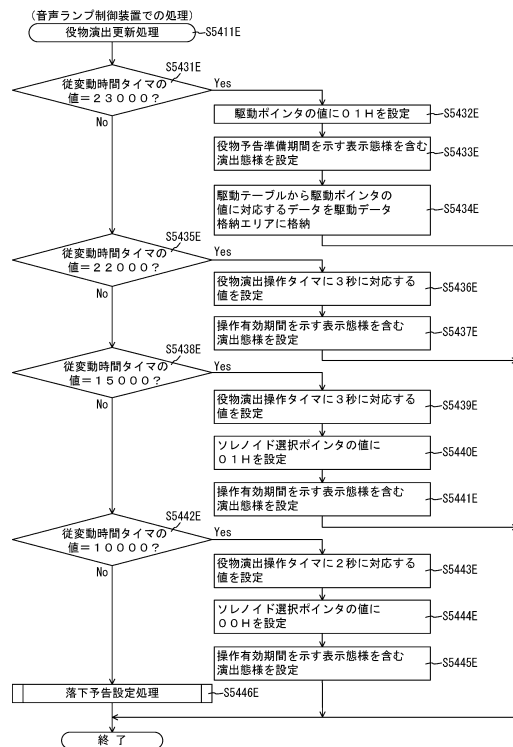 (音声ランプ制御装置での処理)
役物演出更新処理
S5411E
S5431E
従変動時間タイマの
値=23000?
Yes
No
駆動ポインタの値に01Hを設定
S5432E
役物予告準備期間を示す表示態様を含む
演出態様を設定
S5433E
駆動テーブルから駆動ポインタの
値に対応するデータを駆動データ
格納エリアに格納
S5434E
S5435E
従変動時間タイマの
値=22000?
Yes
No
役物演出操作タイマに3秒に対応する
値を設定
S5436E
操作有効期間を示す表示態様を含む
演出態様を設定
S5437E
S5438E
従変動時間タイマの
値=15000?
Yes
No
役物演出操作タイマに3秒に対応する
値を設定
S5439E
ソレノイド選択ポインタの値に
01Hを設定
S5440E
操作有効期間を示す表示態様を含む
演出態様を設定
S5441E
S5442E
従変動時間タイマの
値=10000?
Yes
No
役物演出操作タイマに2秒に対応する
値を設定
S5443E
ソレノイド選択ポインタの値に
00Hを設定
S5444E
操作有効期間を示す表示態様を含む
演出態様を設定
S5445E
落下予告設定処理
S5446E
終了